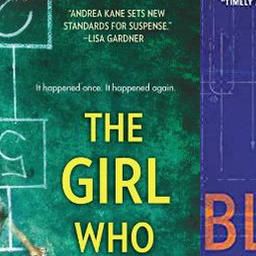 "ANDREA KANE SETS NEW
STANDARDS FOR SUSPENSE."
–LISA GARDNER
It happened once. It happened again.
THE
GIRL
WHO
"TIMELY
BL